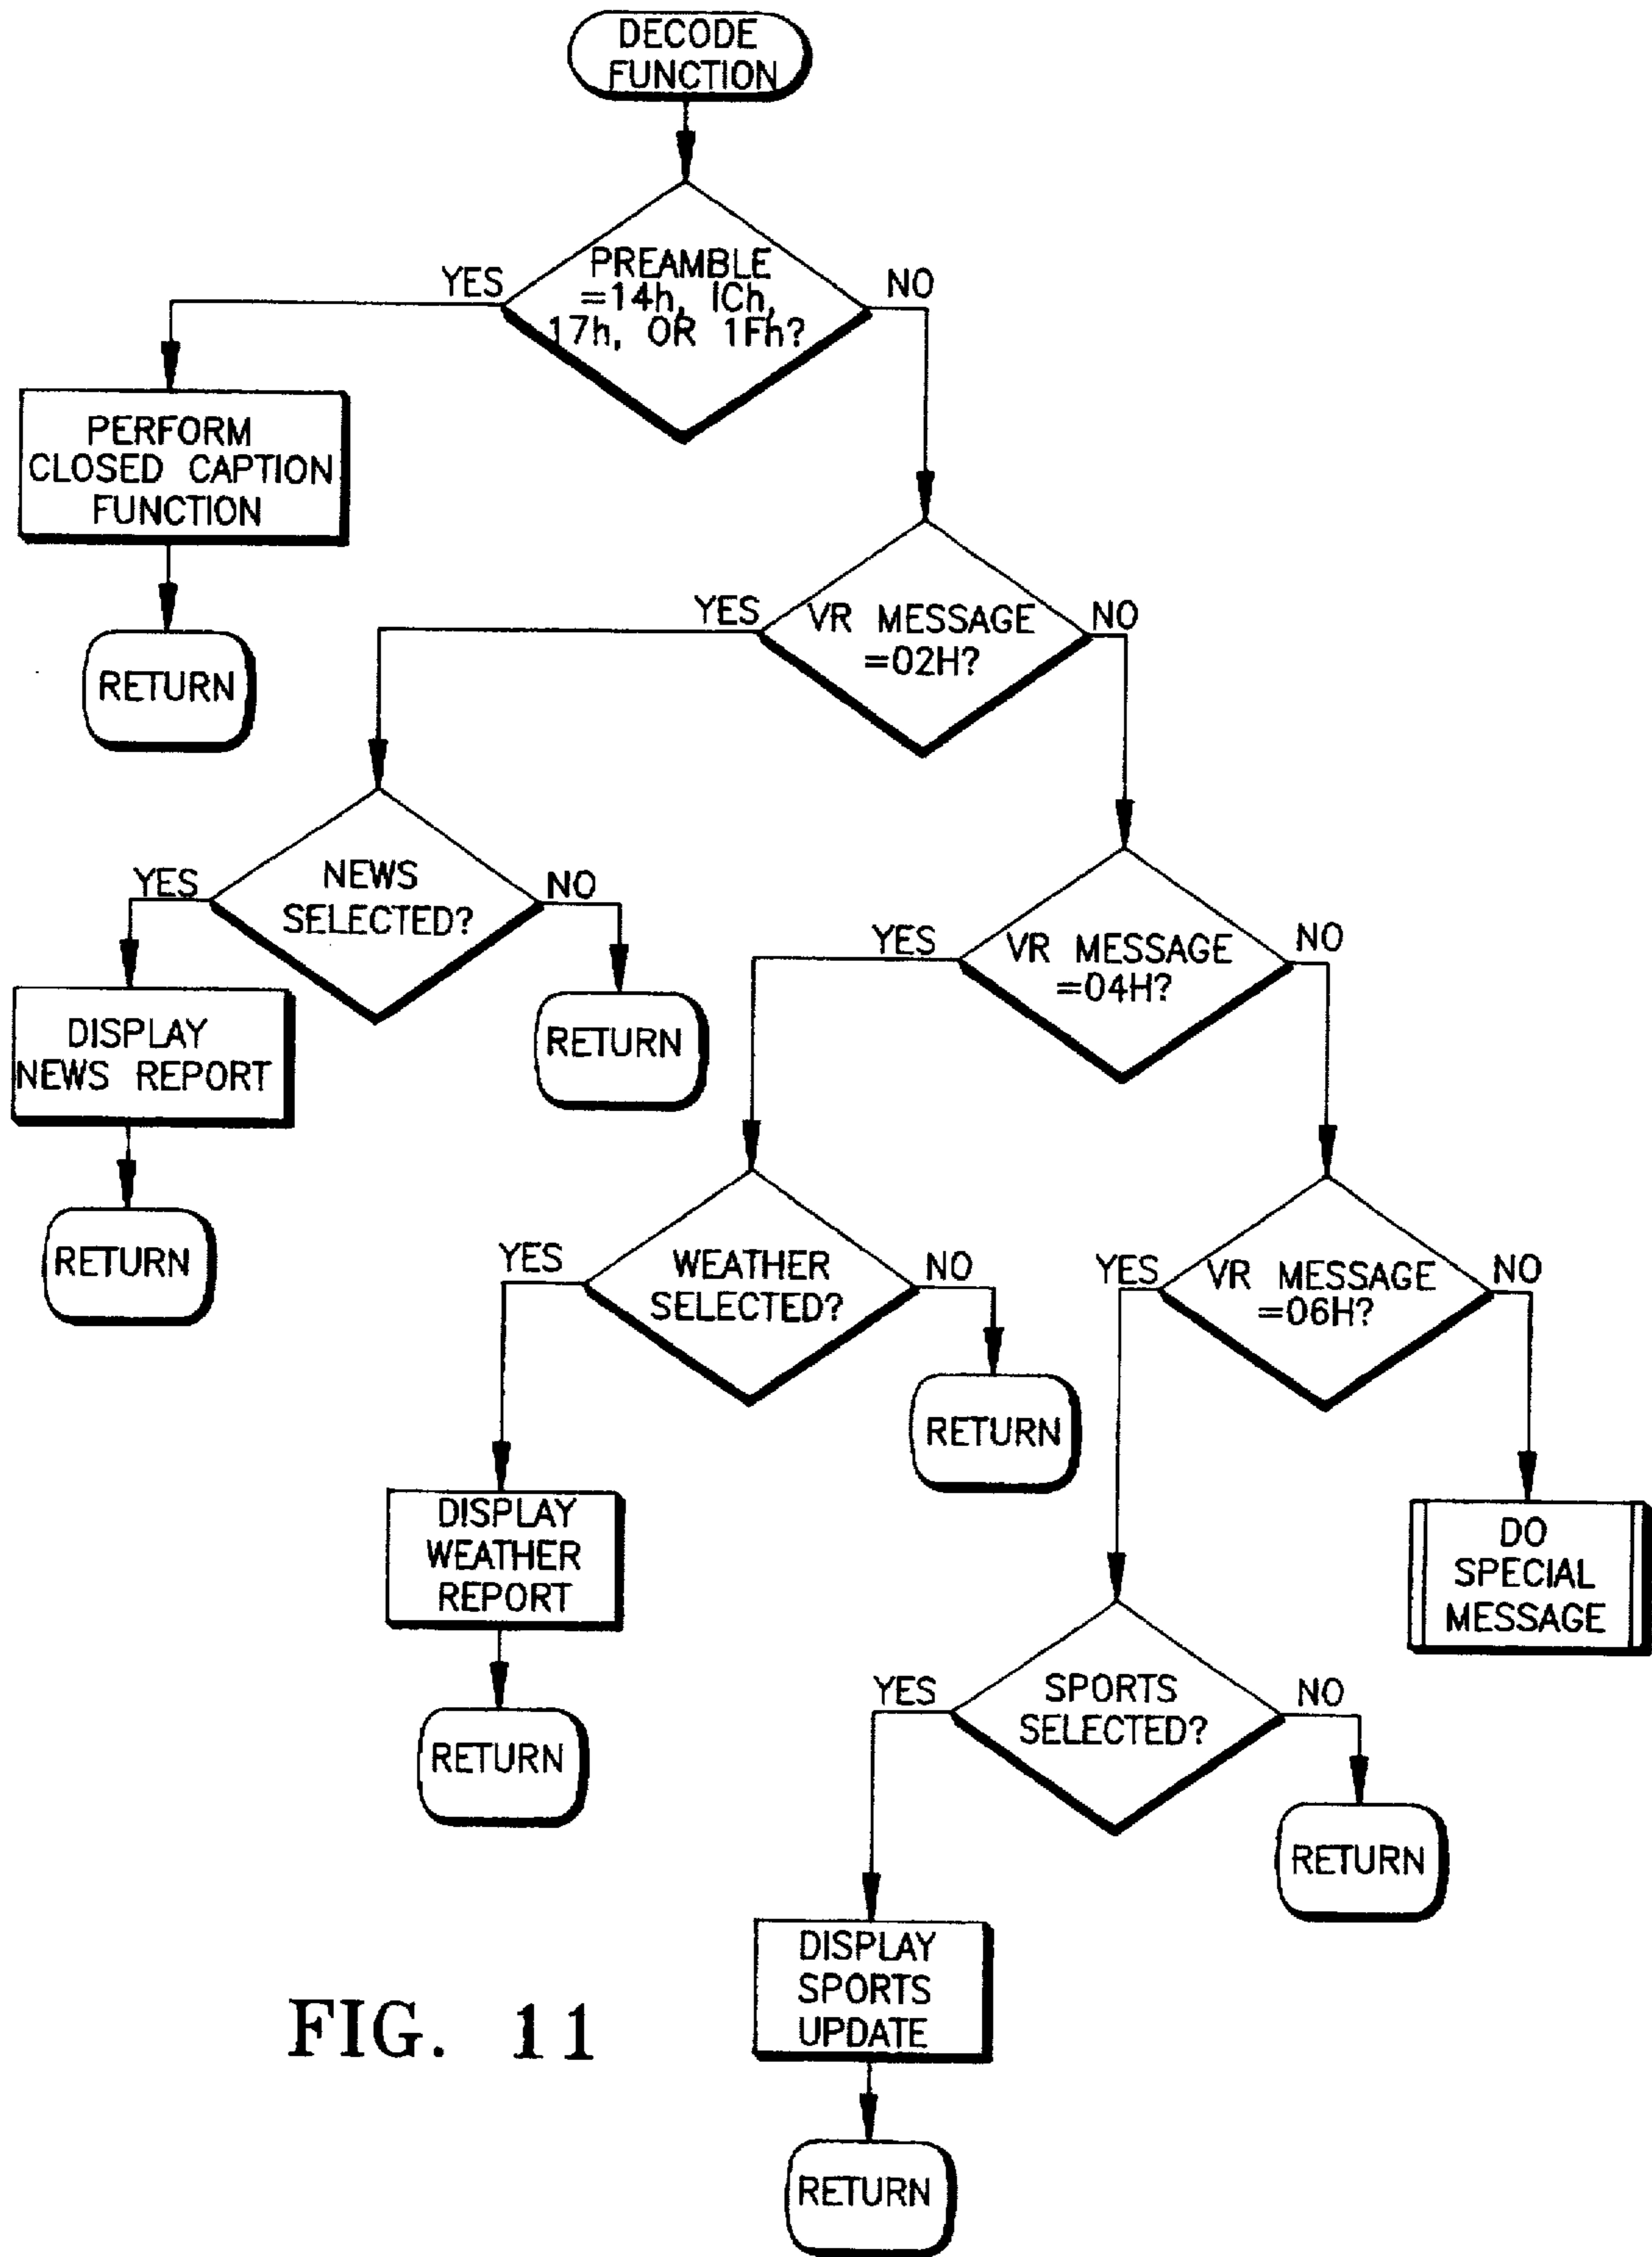 DECODE
FUNCTION
PREAMBLE
=14h, ICh,
17h, OR 1Fh?
YES
NO
PERFORM
CLOSED CAPTION
FUNCTION
RETURN
VR MESSAGE
=02H?
YES
NO
NEWS
SELECTED?
YES
NO
DISPLAY
NEWS REPORT
RETURN
RETURN
VR MESSAGE
=04H?
YES
NO
WEATHER
SELECTED?
YES
NO
RETURN
DISPLAY
WEATHER
REPORT
RETURN
VR MESSAGE
=06H?
YES
NO
DO
SPECIAL
MESSAGE
SPORTS
SELECTED?
YES
NO
RETURN
DISPLAY
SPORTS
UPDATE
RETURN
FIG. 11